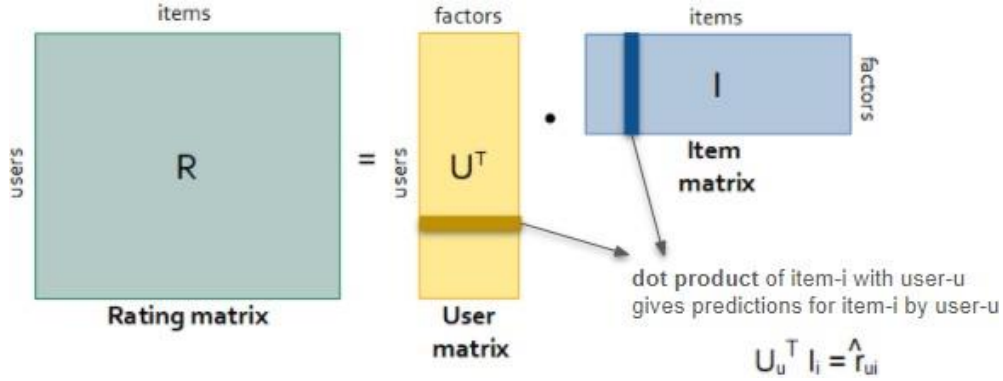 items
factors
items
users
R
=
users
Uᵀ
•
I
factors
Item
matrix
Rating matrix
User
matrix
dot product of item-i with user-u
gives predictions for item-i by user-u
Uᵤᵀ Iᵢ = r̂ᵤᵢ